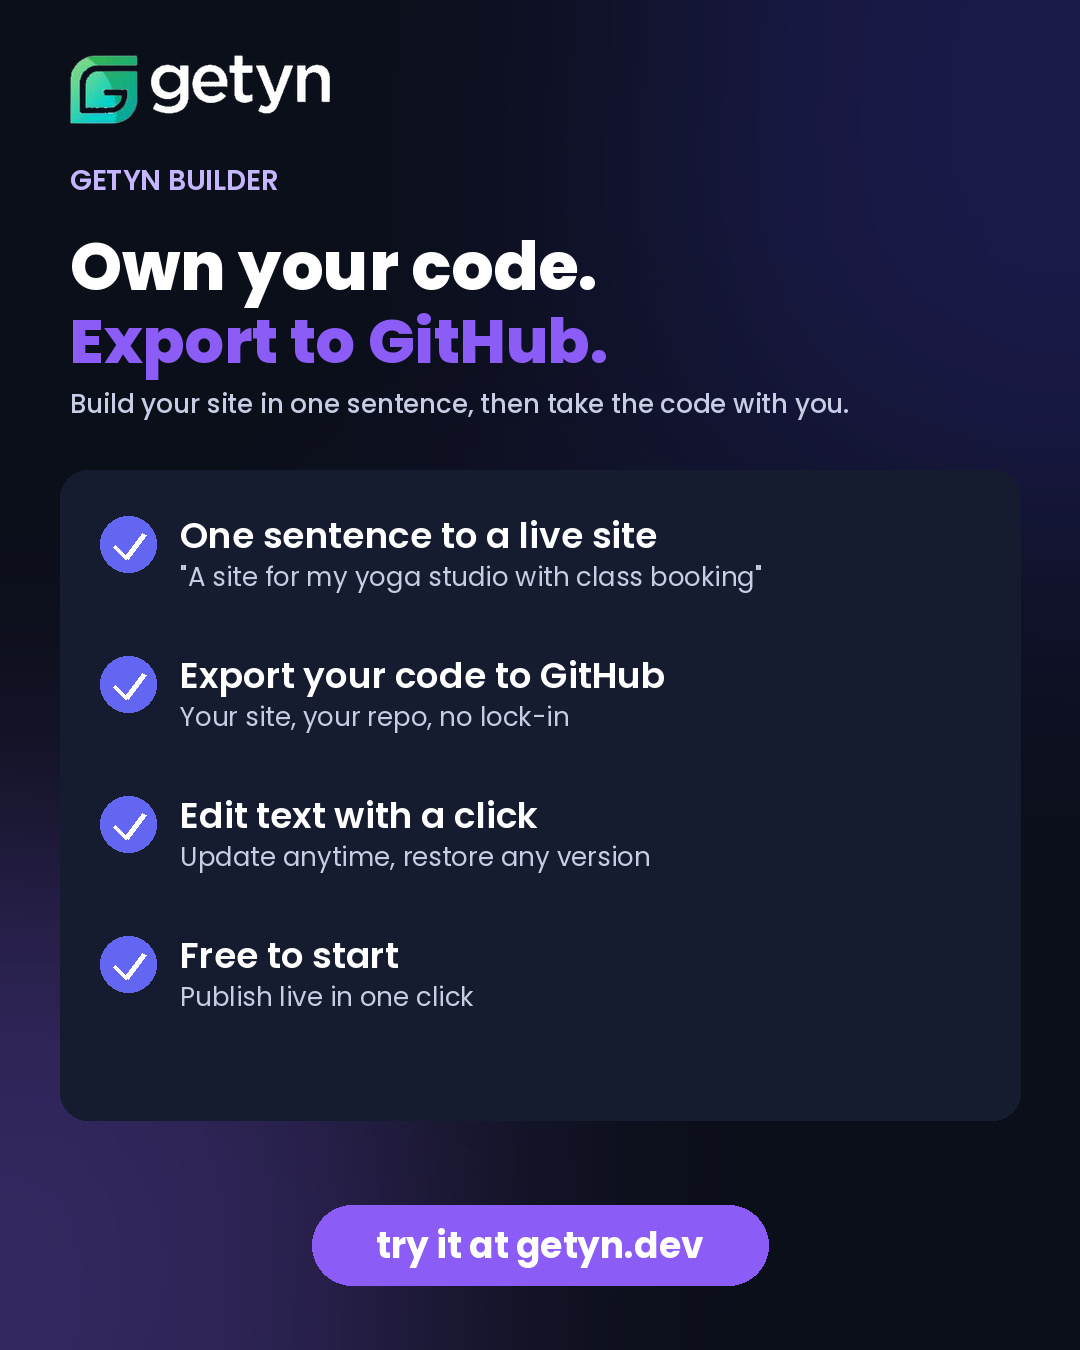 getyn
GETYN BUILDER
Own your code.
Export to GitHub.
Build your site in one sentence, then take the code with you.
One sentence to a live site
"A site for my yoga studio with class booking"
Export your code to GitHub
Your site, your repo, no lock-in
Edit text with a click
Update anytime, restore any version
Free to start
Publish live in one click
try it at getyn.dev